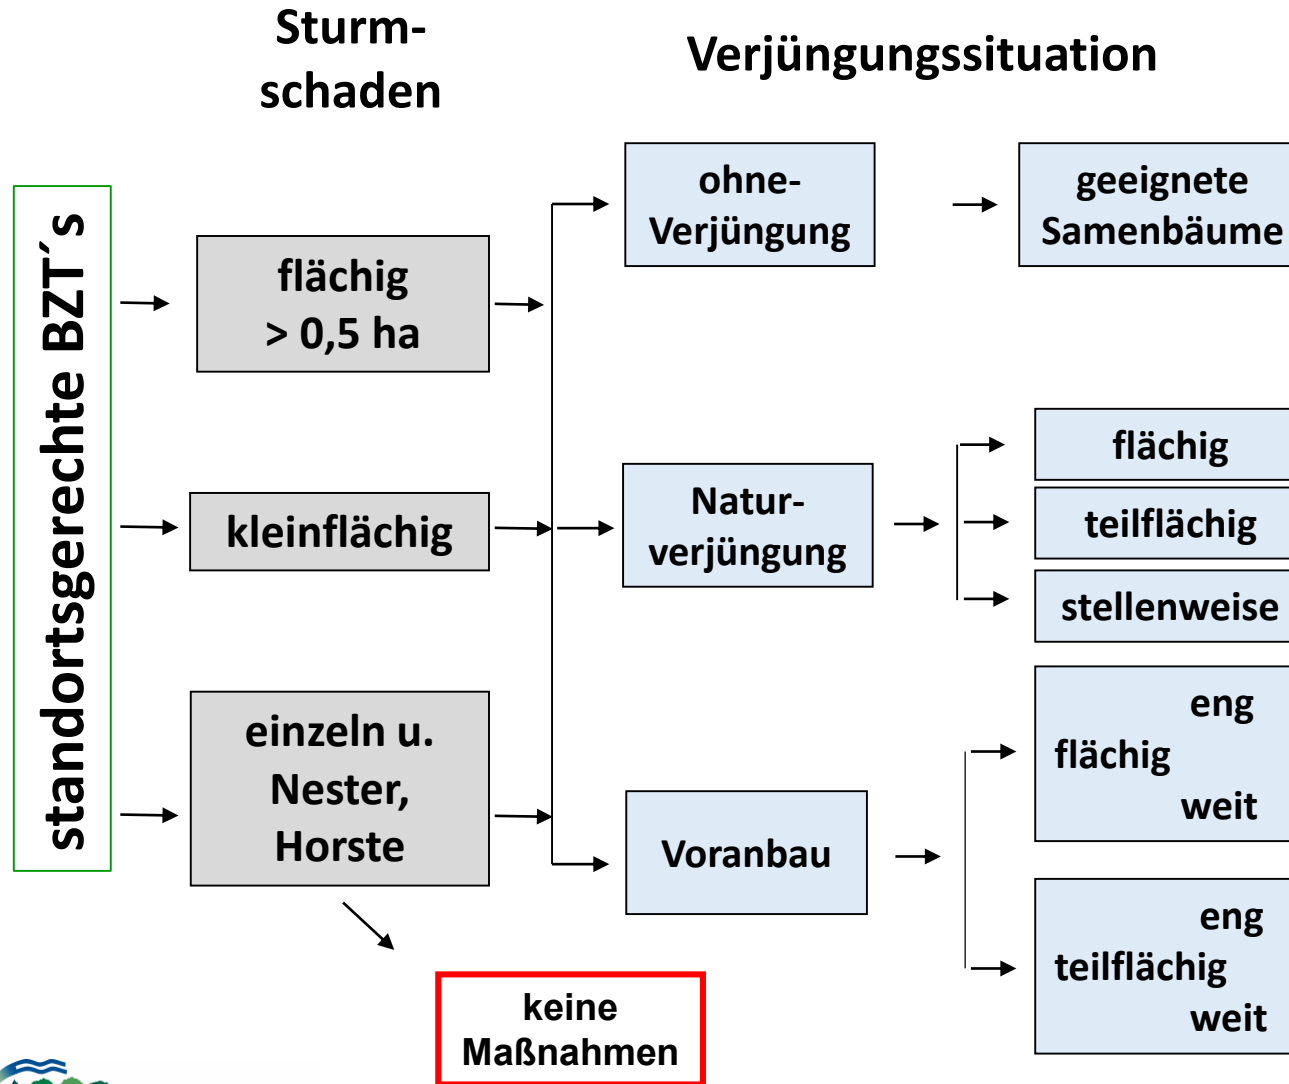 Sturm-
schaden
Verjüngungssituation
standortsgerechte BZT´s
flächig
> 0,5 ha
kleinflächig
einzeln u.
Nester,
Horste
keine
Maßnahmen
ohne-
Verjüngung
geeignete
Samenbäume
Natur-
verjüngung
flächig
teilflächig
stellenweise
Voranbau
eng
flächig
weit
eng
teilflächig
weit